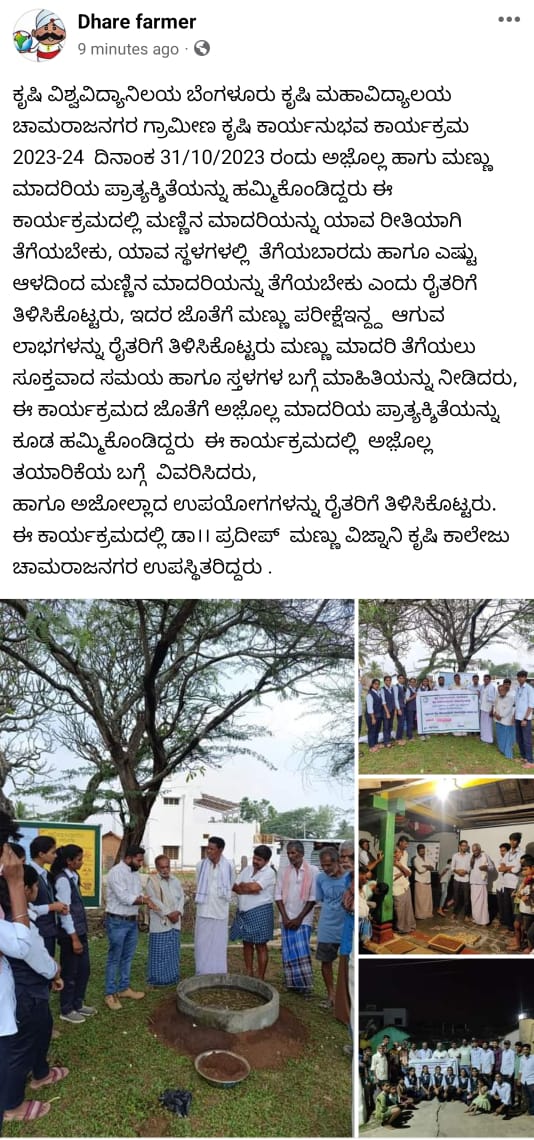 Dhare farmer
9 minutes ago
ಕೃಷಿ ವಿಶ್ವವಿದ್ಯಾನಿಲಯ ಬೆಂಗಳೂರು ಕೃಷಿ ಮಹಾವಿದ್ಯಾಲಯ
ಚಾಮರಾಜನಗರ ಗ್ರಾಮೀಣ ಕೃಷಿ ಕಾರ್ಯನುಭವ ಕಾರ್ಯಕ್ರಮ
2023-24 ದಿನಾಂಕ 31/10/2023 ರಂದು ಅಜ಼ೊಲ್ಲ ಹಾಗು ಮಣ್ಣು
ಮಾದರಿಯ ಪ್ರಾತ್ಯಕ್ಶಿತೆಯನ್ನು ಹಮ್ಮಿಕೊಂಡಿದ್ದರು ಈ
ಕಾರ್ಯಕ್ರಮದಲ್ಲಿ ಮಣ್ಣಿನ ಮಾದರಿಯನ್ನು ಯಾವ ರೀತಿಯಾಗಿ
ತೆಗೆಯಬೇಕು, ಯಾವ ಸ್ಥಳಗಳಲ್ಲಿ ತೆಗೆಯಬಾರದು ಹಾಗೂ ಎಷ್ಟು
ಆಳದಿಂದ ಮಣ್ಣಿನ ಮಾದರಿಯನ್ನು ತೆಗೆಯಬೇಕು ಎಂದು ರೈತರಿಗೆ
ತಿಳಿಸಿಕೊಟ್ಟರು, ಇದರ ಜೊತೆಗೆ ಮಣ್ಣು ಪರೀಕ್ಷೆಇನ್ದ್ದ ಆಗುವ
ಲಾಭಗಳನ್ನು ರೈತರಿಗೆ ತಿಳಿಸಿಕೊಟ್ಟರು ಮಣ್ಣು ಮಾದರಿ ತೆಗೆಯಲು
ಸೂಕ್ತವಾದ ಸಮಯ ಹಾಗೂ ಸ್ತಳಗಳ ಬಗ್ಗೆ ಮಾಹಿತಿಯನ್ನು ನೀಡಿದರು,
ಈ ಕಾರ್ಯಕ್ರಮದ ಜೊತೆಗೆ ಅಜ಼ೊಲ್ಲ ಮಾದರಿಯ ಪ್ರಾತ್ಯಕ್ಶಿತೆಯನ್ನು
ಕೂಡ ಹಮ್ಮಿಕೊಂಡಿದ್ದರು ಈ ಕಾರ್ಯಕ್ರಮದಲ್ಲಿ ಅಜ಼ೊಲ್ಲ
ತಯಾರಿಕೆಯ ಬಗ್ಗೆ ವಿವರಿಸಿದರು,
ಹಾಗೂ ಅಜೋಲ್ಲಾದ ಉಪಯೋಗಗಳನ್ನು ರೈತರಿಗೆ ತಿಳಿಸಿಕೊಟ್ಟರು.
ಈ ಕಾರ್ಯಕ್ರಮದಲ್ಲಿ ಡಾ।। ಪ್ರದೀಪ್ ಮಣ್ಣು ವಿಜ್ನಾನಿ ಕೃಷಿ ಕಾಲೇಜು
ಚಾಮರಾಜನಗರ ಉಪಸ್ಥಿತರಿದ್ದರು .